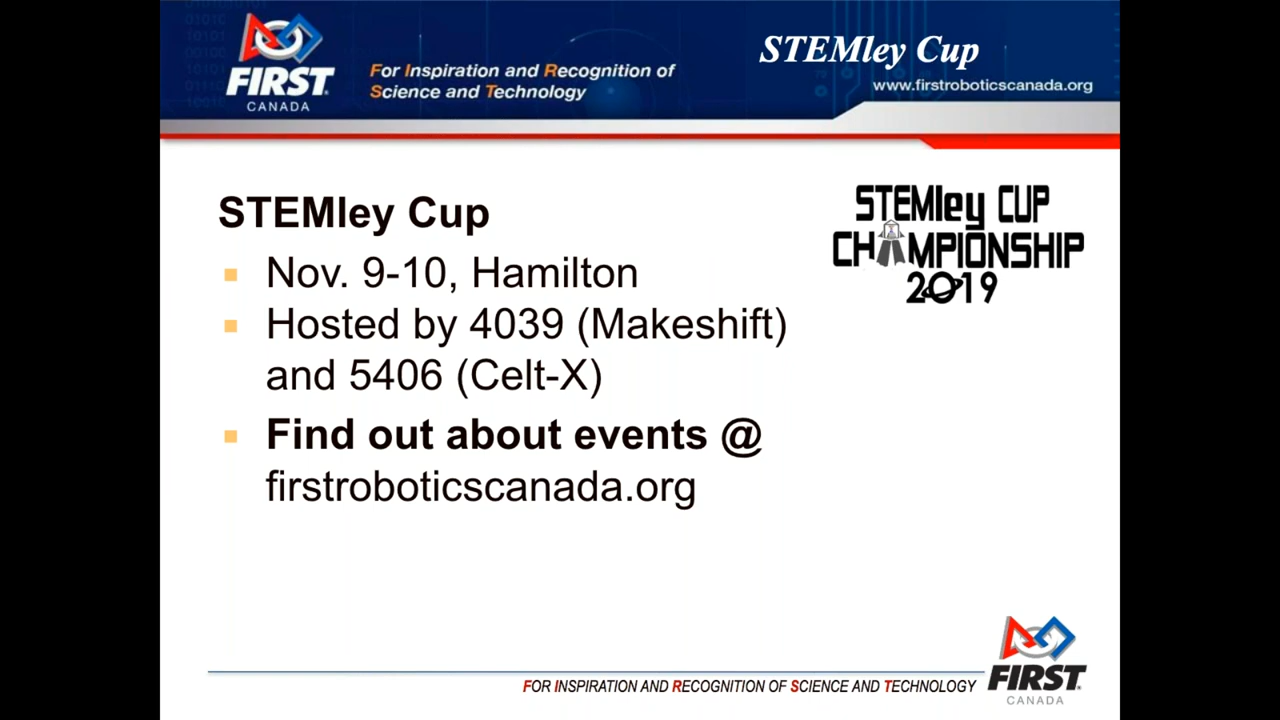 FIRST
CANADA
For Inspiration and Recognition of
Science and Technology
STEMley Cup
www.firstroboticscanada.org
STEMley CUP
CHAMPIONSHIP
2019
STEMley Cup
Nov. 9-10, Hamilton
Hosted by 4039 (Makeshift)
and 5406 (Celt-X)
Find out about events @
firstroboticscanada.org
FOR INSPIRATION AND RECOGNITION OF SCIENCE AND TECHNOLOGY
FIRST
CANADA